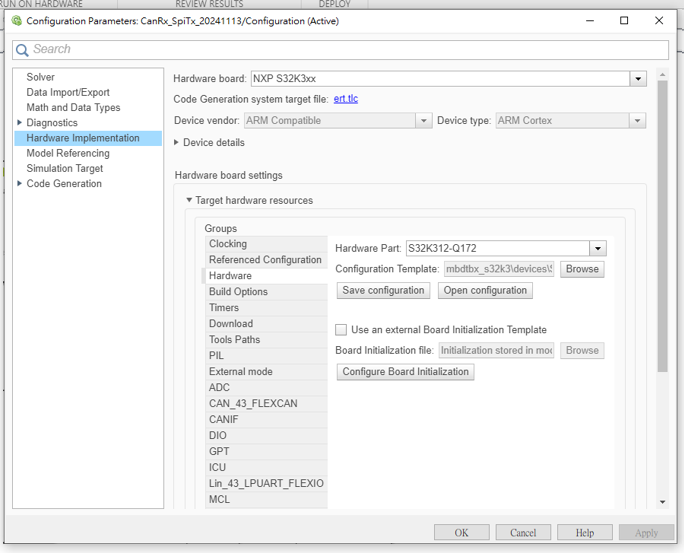 RUN ON HARDWARE REVIEW RESULTS DEPLOY
Configuration Parameters: CanRx_SpiTx_20241113/Configuration (Active)
Search
Solver
Data Import/Export
Math and Data Types
Diagnostics
Hardware Implementation
Model Referencing
Simulation Target
Code Generation
Hardware board: NXP S32K3xx
Code Generation system target file: ert.tlc
Device vendor: ARM Compatible Device type: ARM Cortex
Device details
Hardware board settings
Target hardware resources
Groups
Clocking
Referenced Configuration
Hardware
Build Options
Timers
Download
Tools Paths
PIL
External mode
ADC
CAN_43_FLEXCAN
CANIF
DIO
GPT
ICU
Lin_43_LPUART_FLEXIO
MCL
Hardware Part: S32K312-Q172
Configuration Template: mbdtbx_s32k3\devices\S Browse
Save configuration Open configuration
Use an external Board Initialization Template
Board Initialization file: Initialization stored in mod Browse
Configure Board Initialization
OK Cancel Help Apply